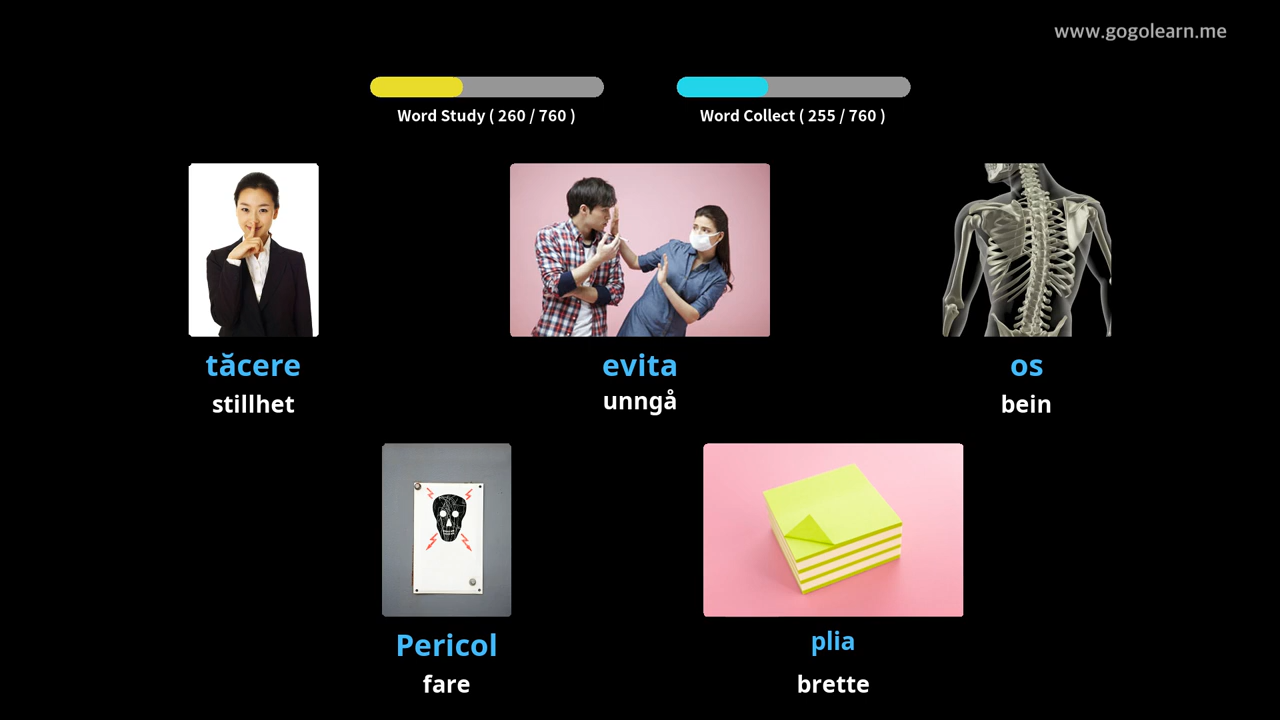 www.gogolearn.me
Word Study ( 260 / 760 )
Word Collect ( 255 / 760 )
tăcere
stillhet
evita
unngå
os
bein
Pericol
fare
plia
brette